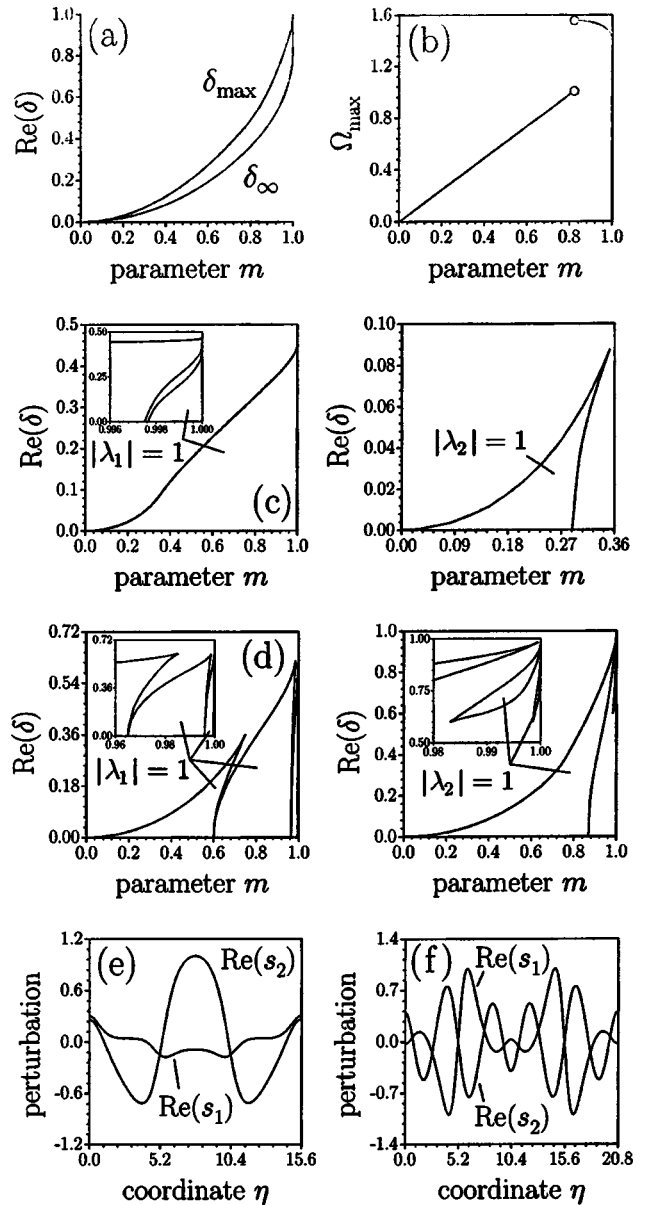 (a)
Re(δ)
1.0
0.8
0.6
0.4
0.2
0.0
δmax
δ∞
0.0 0.2 0.4 0.6 0.8 1.0
parameter m
(b)
Ωmax
1.6
1.2
0.8
0.4
0.0
0.0 0.2 0.4 0.6 0.8 1.0
parameter m
(c)
Re(δ)
0.5
0.4
0.3
0.2
0.1
0.0
0.50
0.25
0.00
0.996 0.998 1.000
|λ1| = 1
0.0 0.2 0.4 0.6 0.8 1.0
parameter m
Re(δ)
0.10
0.08
0.06
0.04
0.02
0.00
|λ2| = 1
0.00 0.09 0.18 0.27 0.36
parameter m
(d)
Re(δ)
0.72
0.54
0.36
0.18
0.00
0.72
0.36
0.00
0.96 0.98 1.00
|λ1| = 1
0.0 0.2 0.4 0.6 0.8 1.0
parameter m
Re(δ)
1.0
0.8
0.6
0.4
0.2
0.0
1.00
0.75
0.50
0.98 0.99 1.00
|λ2| = 1
0.0 0.2 0.4 0.6 0.8 1.0
parameter m
(e)
perturbation
1.2
0.6
0.0
-0.6
-1.2
Re(s2)
Re(s1)
0.0 5.2 10.4 15.6
coordinate η
(f)
perturbation
1.4
0.7
0.0
-0.7
-1.4
Re(s1)
Re(s2)
0.0 5.2 10.4 15.6 20.8
coordinate η